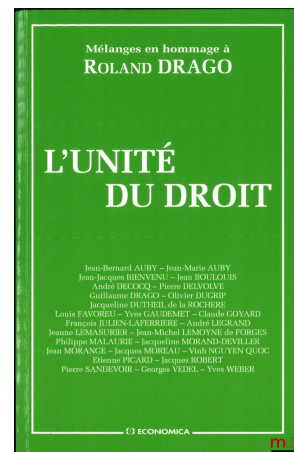 Mélanges en hommage à
ROLAND DRAGO
L'UNITÉ
DU DROIT
Jean-Bernard AUBY – Jean-Marie AUBY
Jean-Jacques BIENVENU – Jean BOULOUIS
André DECOCQ – Pierre DELVOLVE
Guillaume DRAGO – Olivier DUGRIP
Jacqueline DUTHEIL de la ROCHERE
Louis FAVOREU – Yves GAUDEMET – Claude GOYARD
François JULIEN-LAFERRIERE – André LEGRAND
Jeanne LEMASURIER – Jean-Michel LEMOYNE de FORGES
Philippe MALAURIE – Jacqueline MORAND-DEVILLER
Jean MORANGE – Jacques MOREAU – Vinh NGUYEN QUOC
Etienne PICARD – Jacques ROBERT
Pierre SANDEVOIR – Georges VEDEL – Yves WEBER
ECONOMICA
m